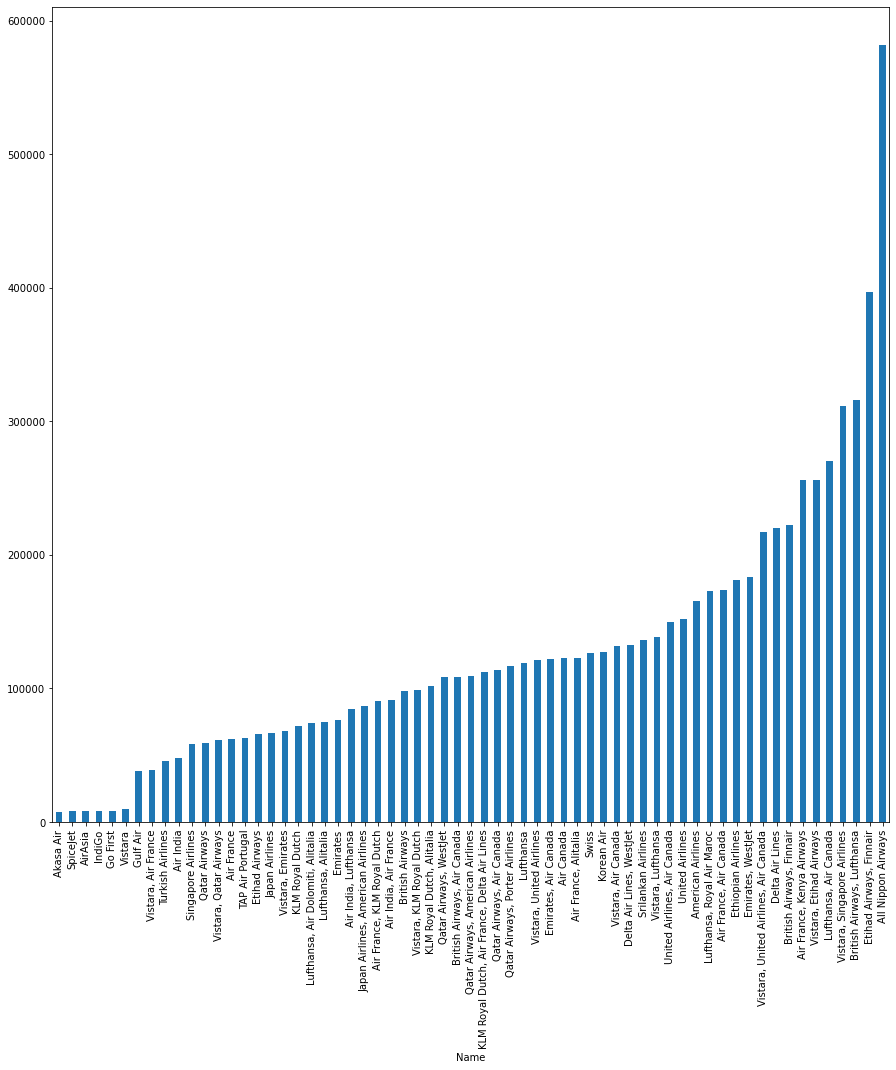 600000
500000
400000
300000
200000
100000
0
Akasa Air
SpiceJet
AirAsia
IndiGo
Go First
Vistara
Gulf Air
Vistara, Air France
Turkish Airlines
Air India
Singapore Airlines
Qatar Airways
Vistara, Qatar Airways
Air France
TAP Air Portugal
Etihad Airways
Japan Airlines
Vistara, Emirates
KLM Royal Dutch
Lufthansa, Air Dolomiti, Alitalia
Lufthansa, Alitalia
Emirates
Air India, Lufthansa
Japan Airlines, American Airlines
Air France, KLM Royal Dutch
Air India, Air France
British Airways
Vistara, KLM Royal Dutch
KLM Royal Dutch, Alitalia
Qatar Airways, WestJet
British Airways, Air Canada
Qatar Airways, American Airlines
KLM Royal Dutch, Air France, Delta Air Lines
Qatar Airways, Air Canada
Qatar Airways, Porter Airlines
Lufthansa
Vistara, United Airlines
Emirates, Air Canada
Air Canada
Air France, Alitalia
Swiss
Korean Air
Vistara, Air Canada
Delta Air Lines, WestJet
Srilankan Airlines
Vistara, Lufthansa
United Airlines, Air Canada
United Airlines
American Airlines
Lufthansa, Royal Air Maroc
Air France, Air Canada
Ethiopian Airlines
Emirates, WestJet
Vistara, United Airlines, Air Canada
Delta Air Lines
British Airways, Finnair
Air France, Kenya Airways
Vistara, Etihad Airways
Lufthansa, Air Canada
Vistara, Singapore Airlines
British Airways, Lufthansa
Etihad Airways, Finnair
All Nippon Airways
Name